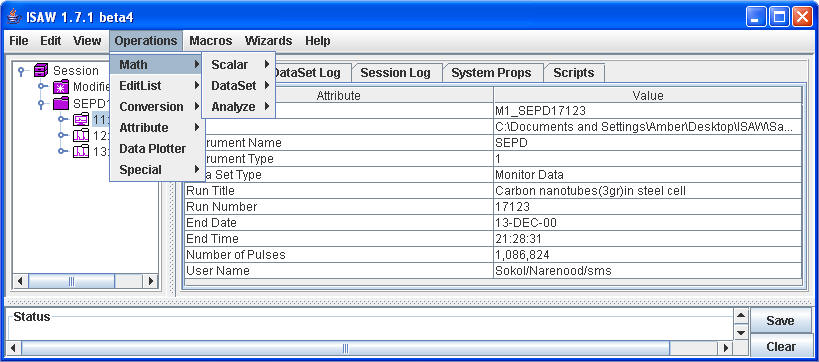 ISAW 1.7.1 beta4
File Edit View Operations Macros Wizards Help
Math Scalar
EditList DataSet
Conversion Analyze
Attribute
Data Plotter
Special
Session
Modifie
SEPD1
11:
12:
13:
DataSet Log Session Log System Props Scripts
Attribute Value
M1_SEPD17123
C:\Documents and Settings\Amber\Desktop\ISAW\Sa...
strument Name SEPD
strument Type 1
a Set Type Monitor Data
Run Title Carbon nanotubes(3gr)in steel cell
Run Number 17123
End Date 13-DEC-00
End Time 21:28:31
Number of Pulses 1,086,824
User Name Sokol/Narenood/sms
Status
Save
Clear